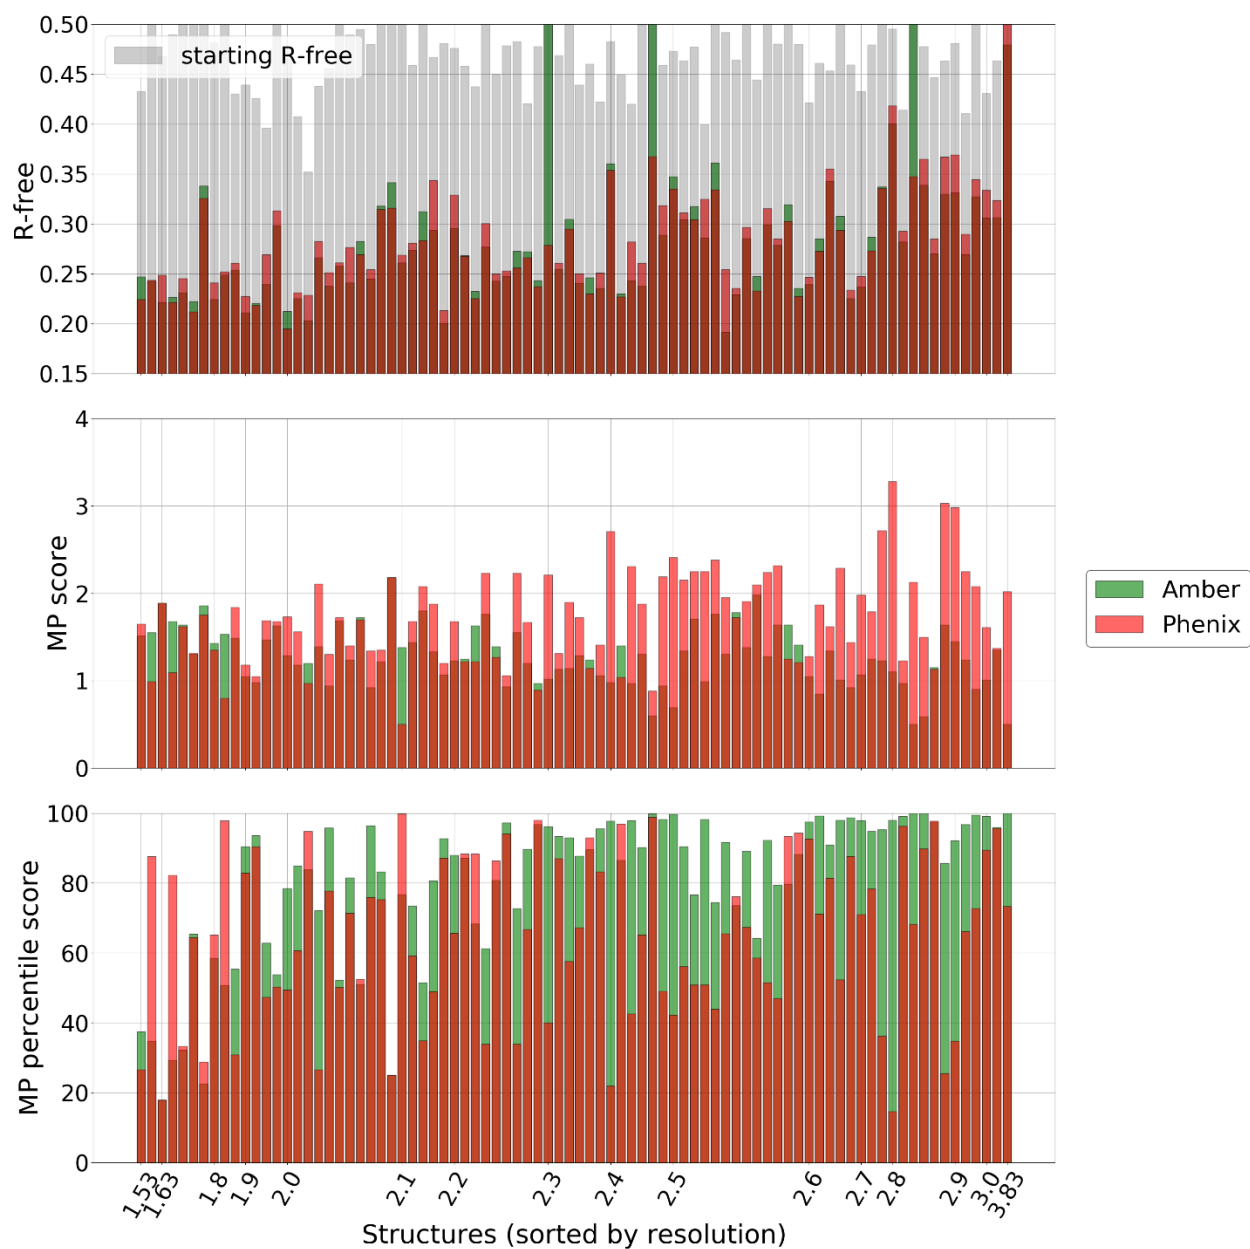 0.50
starting R-free
0.45
0.40
0.35
0.30
0.25
0.20
0.15
R-free
4
3
2
1
0
MP score
Amber
Phenix
100
80
60
40
20
0
MP percentile score
1.53 1.63 1.8 1.9 2.0 2.1 2.2 2.3 2.4 2.5 2.6 2.7 2.8 2.9 3.0 3.83
Structures (sorted by resolution)